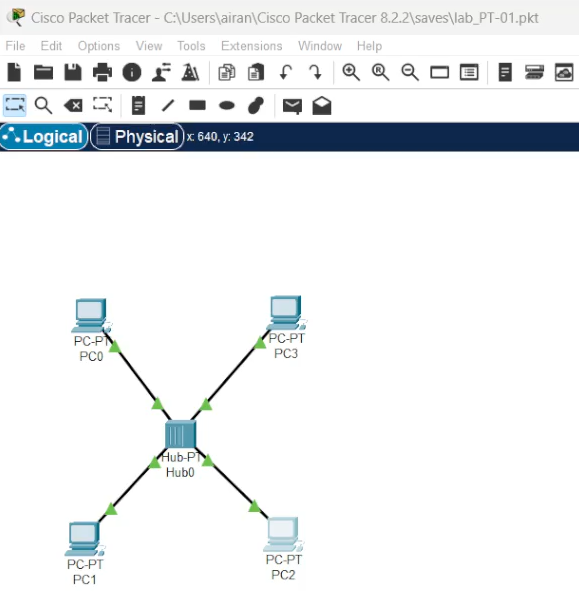 Cisco Packet Tracer - C:\Users\airan\Cisco Packet Tracer 8.2.2\saves\lab_PT-01.pkt
File Edit Options View Tools Extensions Window Help
Logical Physical x: 640, y: 342
PC-PT
PC0
PC-PT
PC3
Hub-PT
Hub0
PC-PT
PC1
PC-PT
PC2